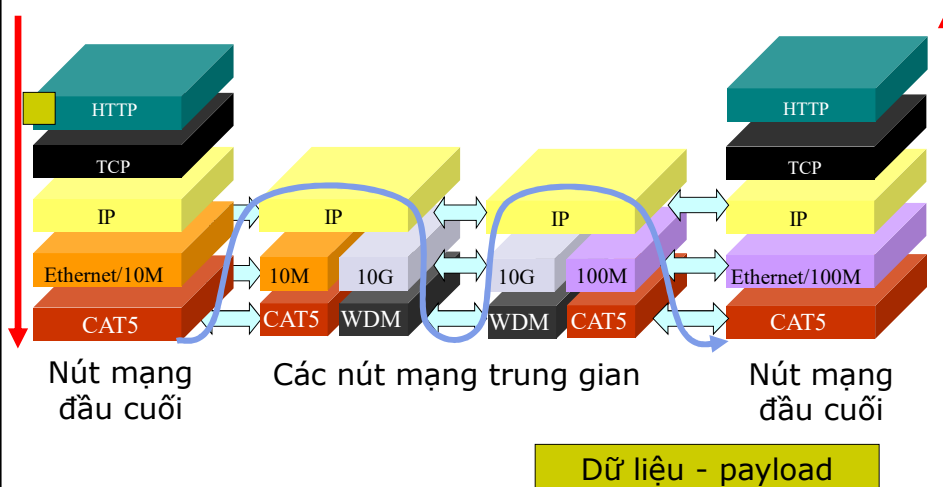 HTTP
HTTP
TCP
TCP
IP
IP
IP
IP
Ethernet/10M
10M
10G
10G
100M
Ethernet/100M
CAT5
CAT5
WDM
WDM
CAT5
CAT5
Nút mạng
đầu cuối
Các nút mạng trung gian
Nút mạng
đầu cuối
Dữ liệu - payload